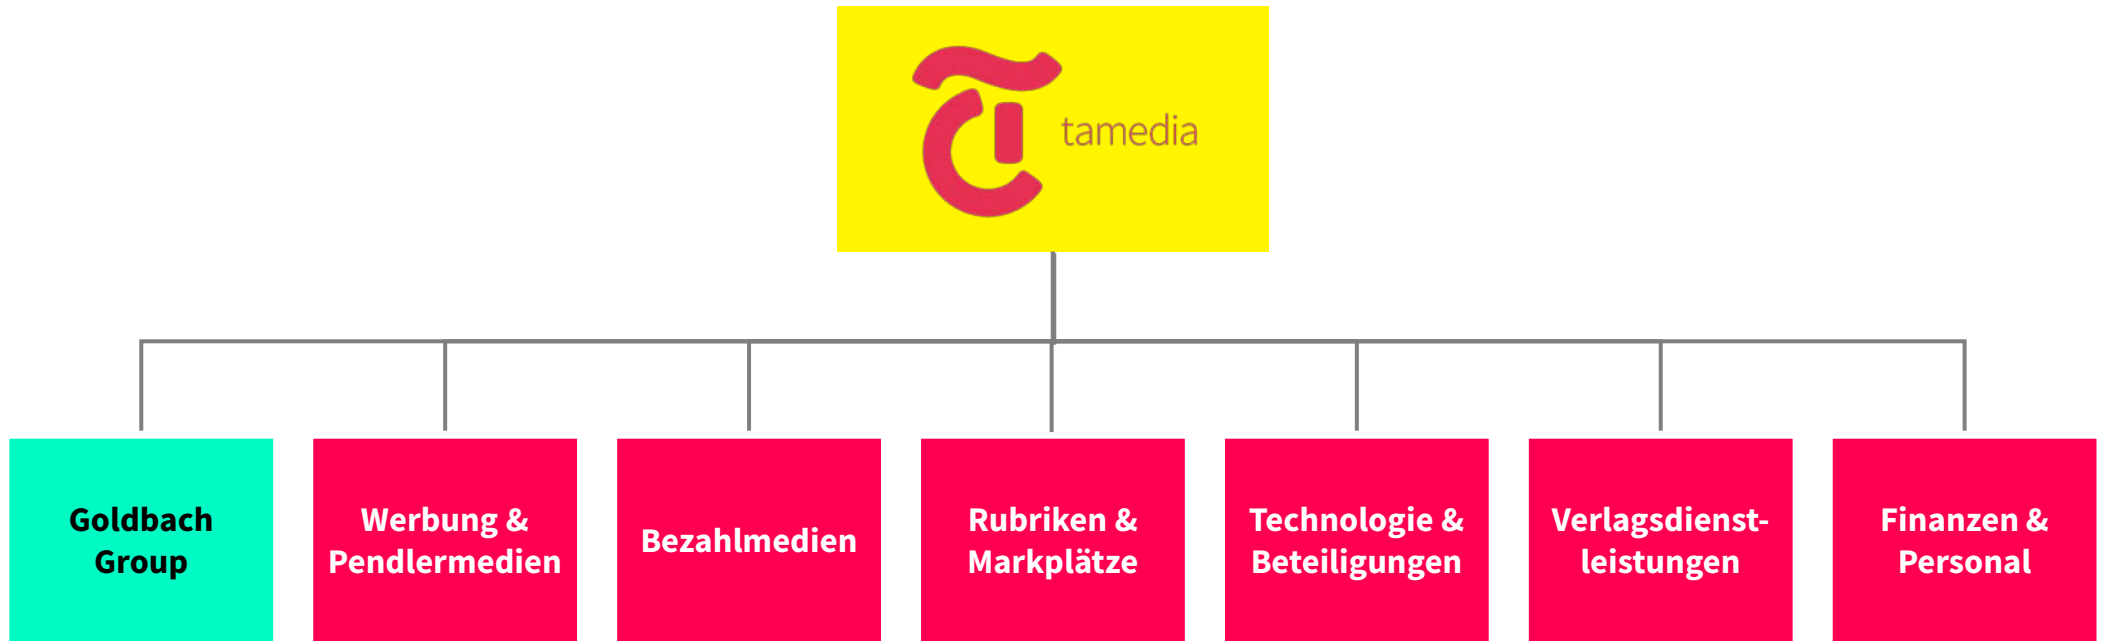 tamedia
Goldbach
Group
Werbung &
Pendlermedien
Bezahlmedien
Rubriken &
Markplätze
Technologie &
Beteiligungen
Verlagsdienst-
leistungen
Finanzen &
Personal